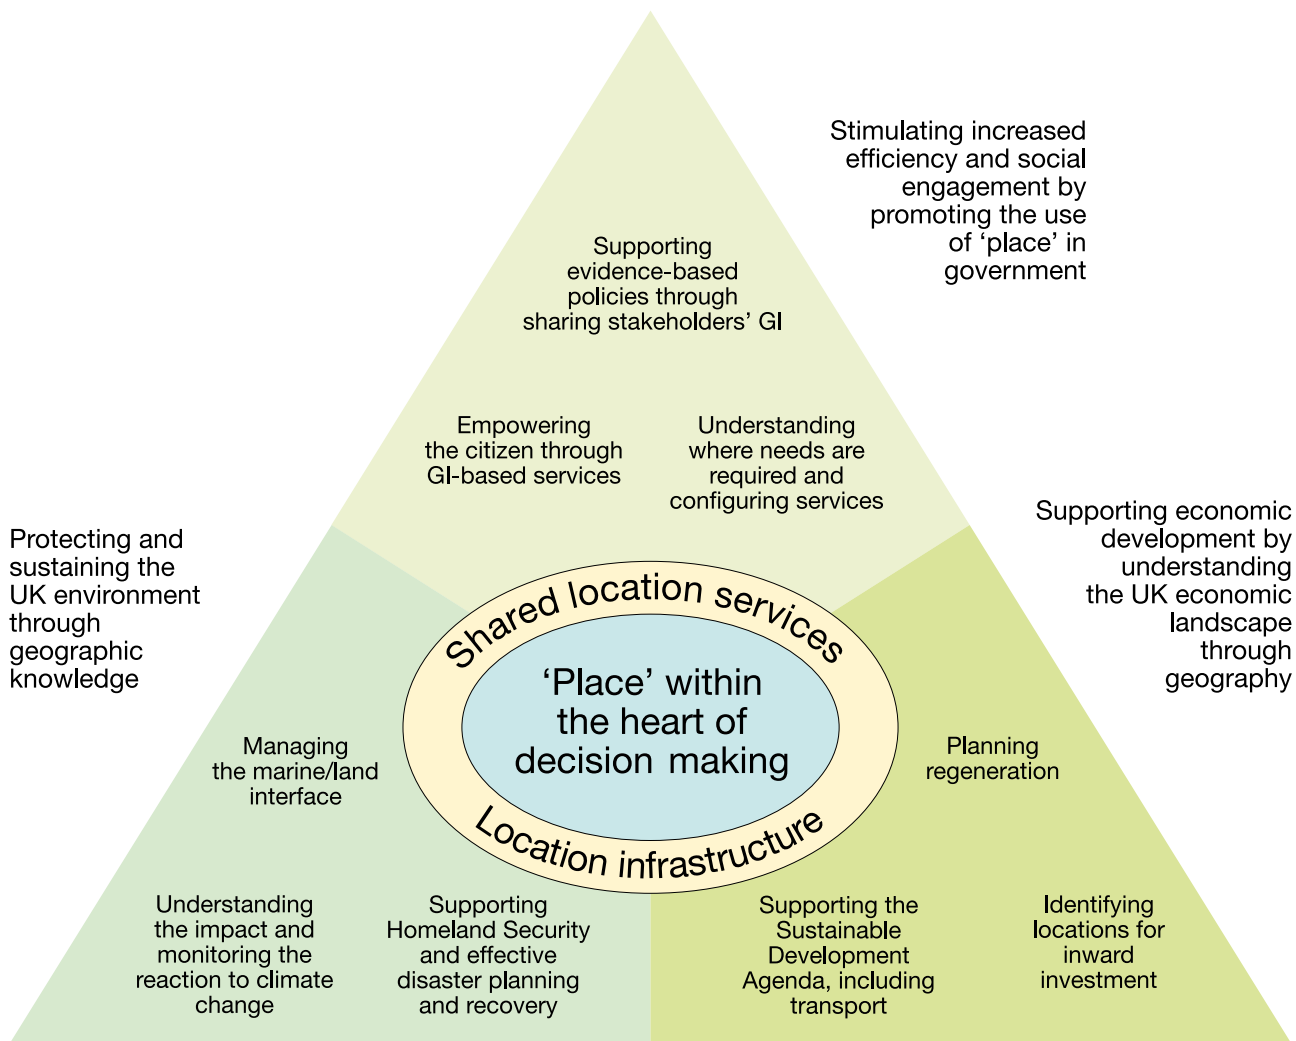 Stimulating increased
efficiency and social
engagement by
promoting the use
of ‘place’ in
government
Supporting
evidence-based
policies through
sharing stakeholders’ GI
Empowering
the citizen through
GI-based services
Understanding
where needs are
required and
configuring services
Protecting and
sustaining the
UK environment
through
geographic
knowledge
Supporting economic
development by
understanding
the UK economic
landscape
through
geography
Shared location services
‘Place’ within
the heart of
decision making
Location infrastructure
Managing
the marine/land
interface
Planning
regeneration
Understanding
the impact and
monitoring the
reaction to climate
change
Supporting
Homeland Security
and effective
disaster planning
and recovery
Supporting the
Sustainable
Development
Agenda, including
transport
Identifying
locations for
inward
investment